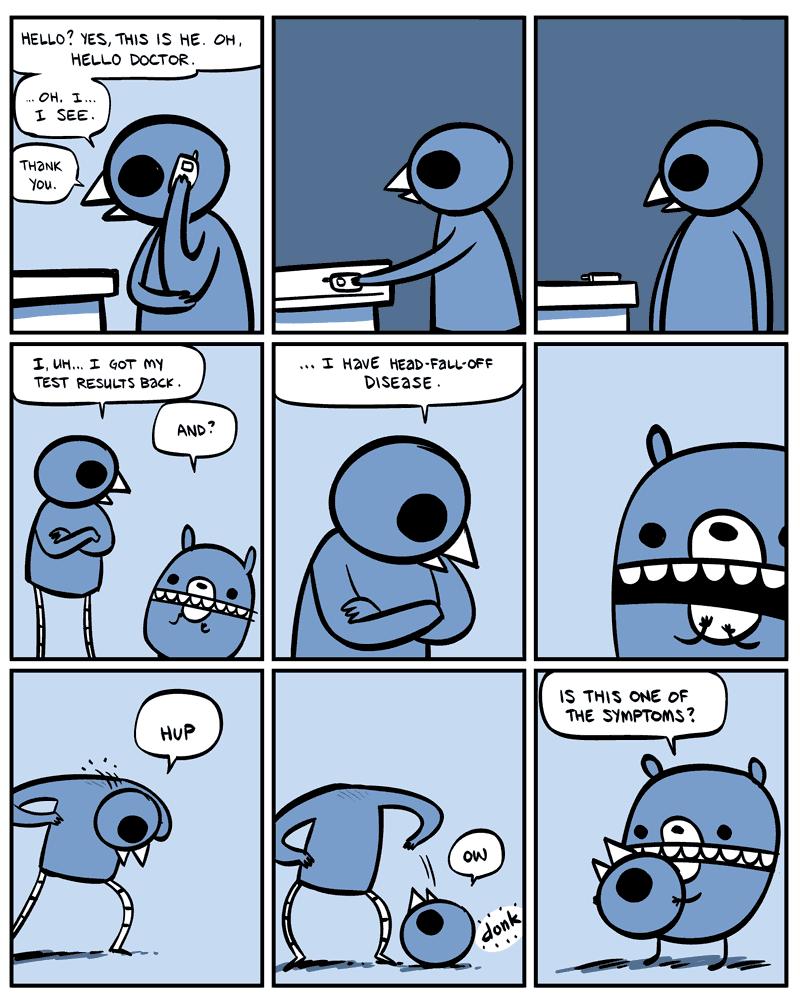 HELLO? YES, THIS IS HE. OH,
HELLO DOCTOR.
... OH. I...
I SEE.
THANK
YOU.
I, UH... I GOT MY
TEST RESULTS BACK.
AND?
... I HAVE HEAD-FALL-OFF
DISEASE.
HUP
OW
donk
IS THIS ONE OF
THE SYMPTOMS?